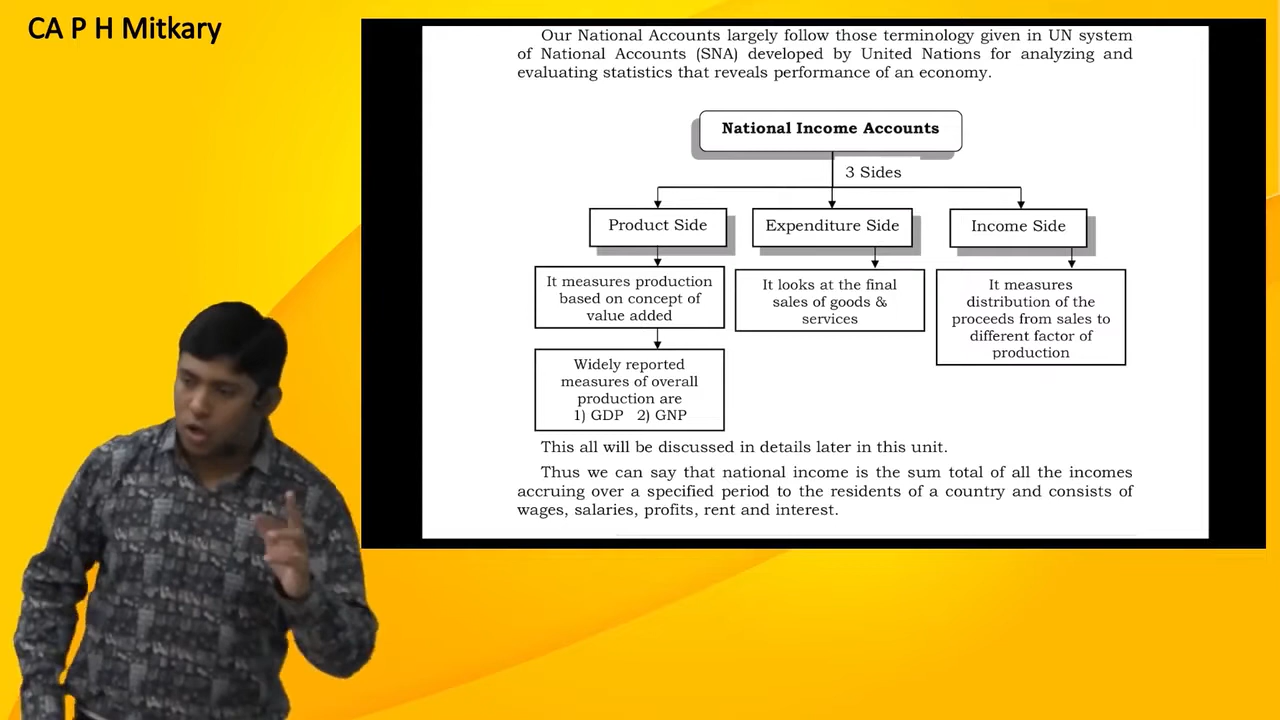 CA P H Mitkary
Our National Accounts largely follow those terminology given in UN system
of National Accounts (SNA) developed by United Nations for analyzing and
evaluating statistics that reveals performance of an economy.
National Income Accounts
3 Sides
Product Side
Expenditure Side
Income Side
It measures production
based on concept of
value added
It looks at the final
sales of goods &
services
It measures
distribution of the
proceeds from sales to
different factor of
production
Widely reported
measures of overall
production are
1) GDP 2) GNP
This all will be discussed in details later in this unit.
Thus we can say that national income is the sum total of all the incomes
accruing over a specified period to the residents of a country and consists of
wages, salaries, profits, rent and interest.